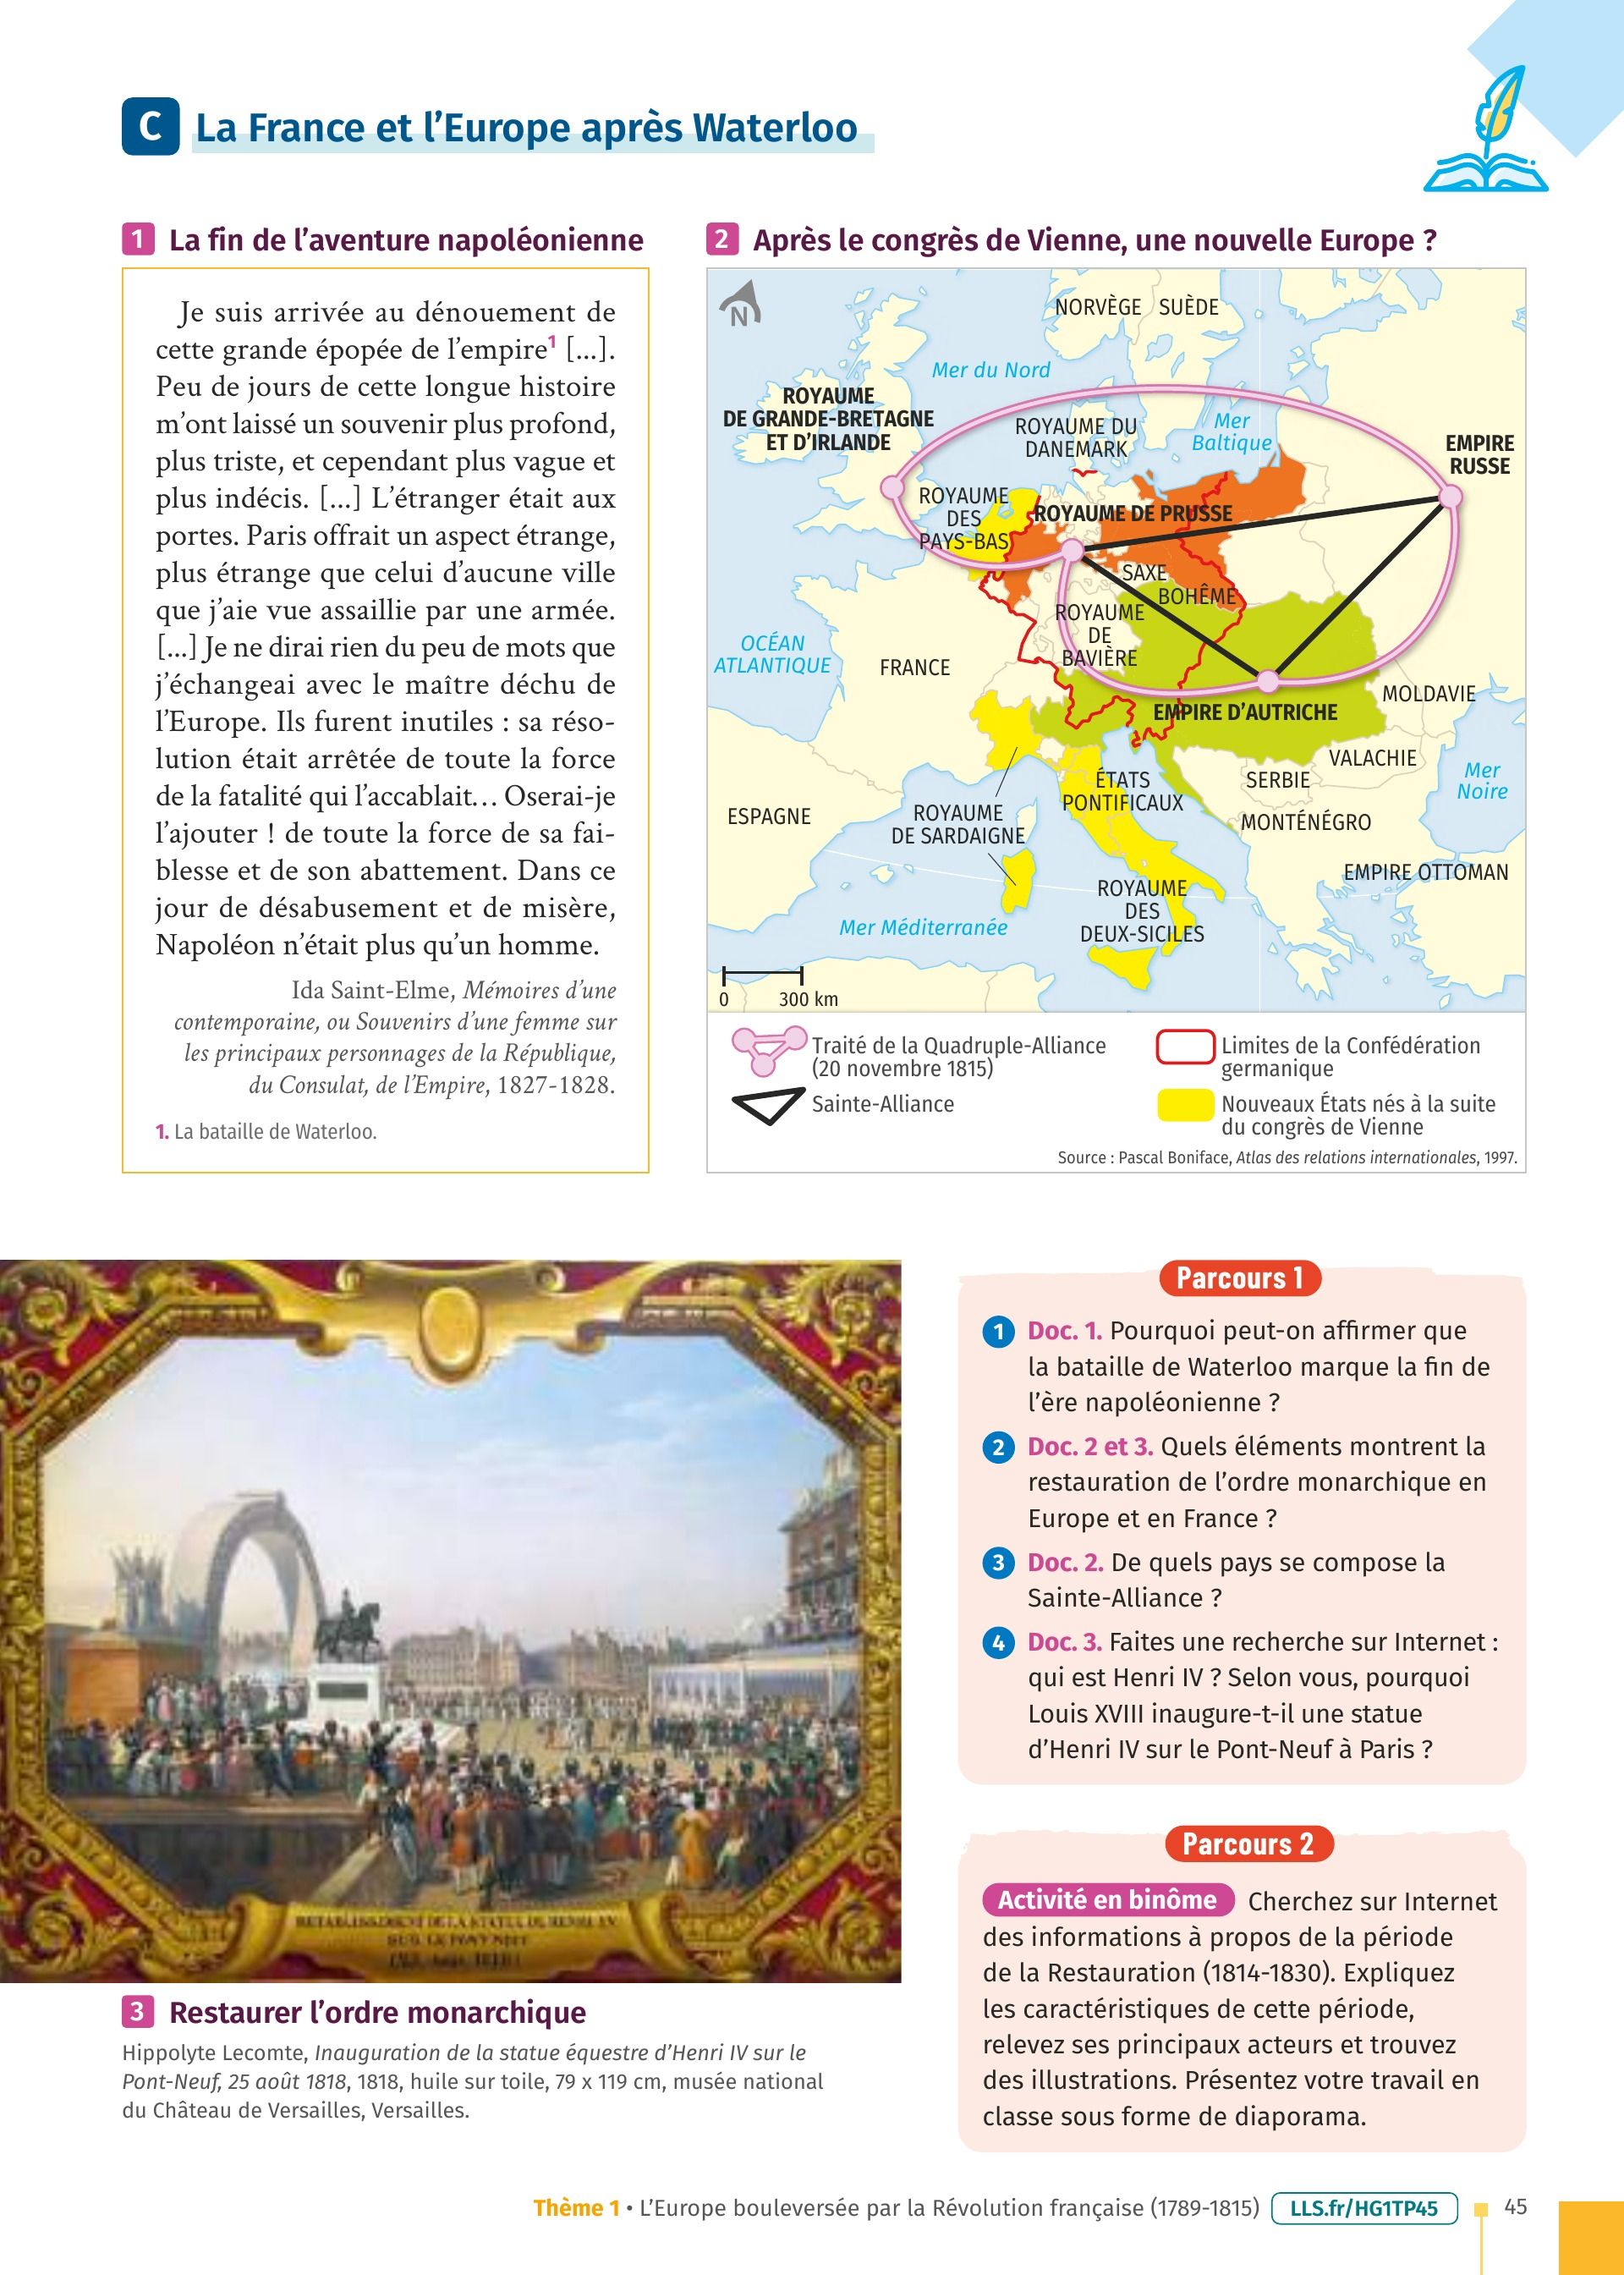 C La France et l'Europe après Waterloo
1 La fin de l'aventure napoléonienne
Je suis arrivée au dénouement de
cette grande épopée de l'empire1 [...].
Peu de jours de cette longue histoire
m'ont laissé un souvenir plus profond,
plus triste, et cependant plus vague et
plus indécis. [...] L'étranger était aux
portes. Paris offrait un aspect étrange,
plus étrange que celui d'aucune ville
que j'aie vue assaillie par une armée.
[...] Je ne dirai rien du peu de mots que
j'échangeai avec le maître déchu de
l'Europe. Ils furent inutiles : sa réso-
lution était arrêtée de toute la force
de la fatalité qui l'accablait... Oserai-je
l'ajouter ! de toute la force de sa fai-
blesse et de son abattement. Dans ce
jour de désabusement et de misère,
Napoléon n'était plus qu'un homme.
Ida Saint-Elme, Mémoires d'une
contemporaine, ou Souvenirs d'une femme sur
les principaux personnages de la République,
du Consulat, de l'Empire, 1827-1828.
1. La bataille de Waterloo.
2 Après le congrès de Vienne, une nouvelle Europe ?
N
NORVÈGE SUÈDE
Mer du Nord
ROYAUME
DE GRANDE-BRETAGNE
ET D'IRLANDE
ROYAUME DU
DANEMARK
Mer
Baltique
EMPIRE
RUSSE
ROYAUME
DES
PAYS-BAS
ROYAUME DE PRUSSE
SAXE
BOHÊME
ROYAUME
DE
BAVIÈRE
OCÉAN
ATLANTIQUE
FRANCE
MOLDAVIE
EMPIRE D'AUTRICHE
VALACHIE
Mer
Noire
SERBIE
ÉTATS
PONTIFICAUX
ESPAGNE
ROYAUME
DE SARDAIGNE
MONTÉNÉGRO
EMPIRE OTTOMAN
ROYAUME
DES
DEUX-SICILES
Mer Méditerranée
0 300 km
Traité de la Quadruple-Alliance
(20 novembre 1815)
Sainte-Alliance
Limites de la Confédération
germanique
Nouveaux États nés à la suite
du congrès de Vienne
Source : Pascal Boniface, Atlas des relations internationales, 1997.
RETABLISSEMENT DE LA STATUE DE HENRI IV
SUR LE PONT NEUF
3 Restaurer l'ordre monarchique
Hippolyte Lecomte, Inauguration de la statue équestre d'Henri IV sur le
Pont-Neuf, 25 août 1818, 1818, huile sur toile, 79 x 119 cm, musée national
du Château de Versailles, Versailles.
Parcours 1
1 Doc. 1. Pourquoi peut-on affirmer que
la bataille de Waterloo marque la fin de
l'ère napoléonienne ?
2 Doc. 2 et 3. Quels éléments montrent la
restauration de l'ordre monarchique en
Europe et en France ?
3 Doc. 2. De quels pays se compose la
Sainte-Alliance ?
4 Doc. 3. Faites une recherche sur Internet :
qui est Henri IV ? Selon vous, pourquoi
Louis XVIII inaugure-t-il une statue
d'Henri IV sur le Pont-Neuf à Paris ?
Parcours 2
Activité en binôme Cherchez sur Internet
des informations à propos de la période
de la Restauration (1814-1830). Expliquez
les caractéristiques de cette période,
relevez ses principaux acteurs et trouvez
des illustrations. Présentez votre travail en
classe sous forme de diaporama.
Thème 1 • L'Europe bouleversée par la Révolution française (1789-1815) LLS.fr/HG1TP45 45